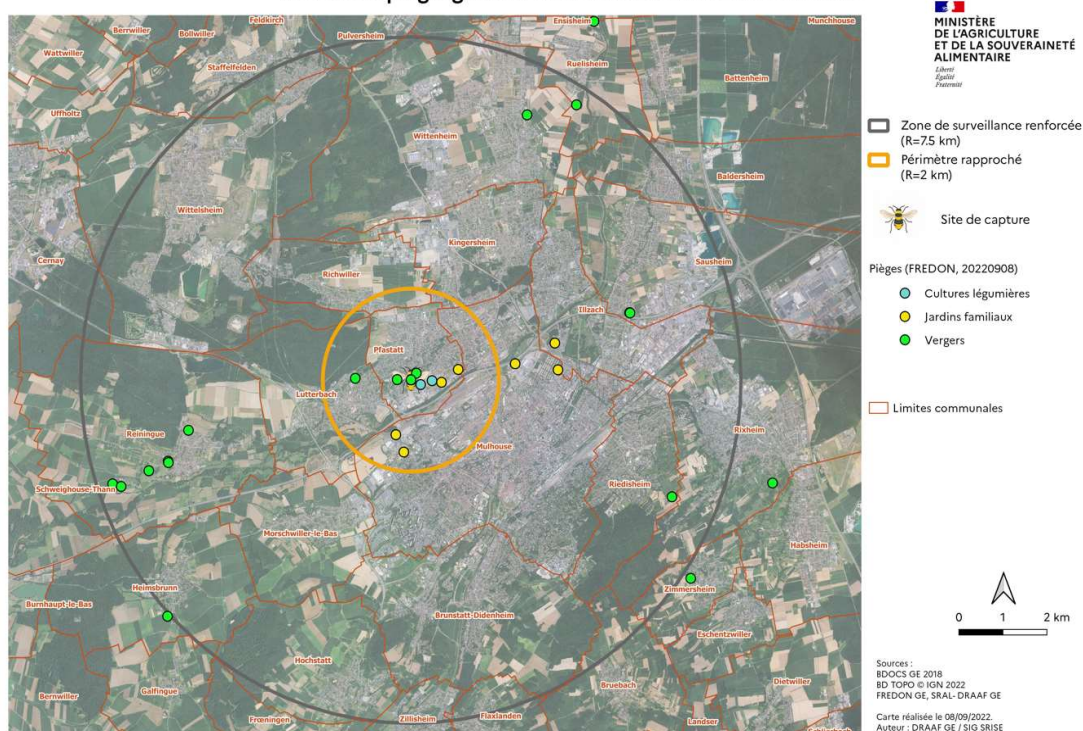 MINISTÈRE
DE L'AGRICULTURE
ET DE LA SOUVERAINETÉ
ALIMENTAIRE
Liberté
Égalité
Fraternité
Zone de surveillance renforcée
(R=7.5 km)
Périmètre rapproché
(R=2 km)
Site de capture
Pièges (FREDON, 20220908)
Cultures légumières
Jardins familiaux
Vergers
Limites communales
0 1 2 km
Sources :
BDOCS GE 2018
BD TOPO © IGN 2022
FREDON GE, SRAL- DRAAF GE
Carte réalisée le 08/09/2022.
Auteur : DRAAF GE / SIG SRISE
Feldkirch
Ensisheim
Munchhouse
Berrwiller
Bollwiller
Pulversheim
Wattwiller
Staffelfelden
Ruelisheim
Battenheim
Uffholtz
Wittenheim
Baldersheim
Wittelsheim
Kingersheim
Cernay
Richwiller
Sausheim
Illzach
Pfastatt
Lutterbach
Reiningue
Mulhouse
Rixheim
Schweighouse-Thann
Riedisheim
Morschwiller-le-Bas
Habsheim
Heimsbrunn
Zimmersheim
Burnhaupt-le-Bas
Brunstatt-Didenheim
Eschentzwiller
Hochstatt
Galfingue
Bruebach
Dietwiller
Bernwiller
Frœningen
Zillisheim
Flaxlanden
Landser